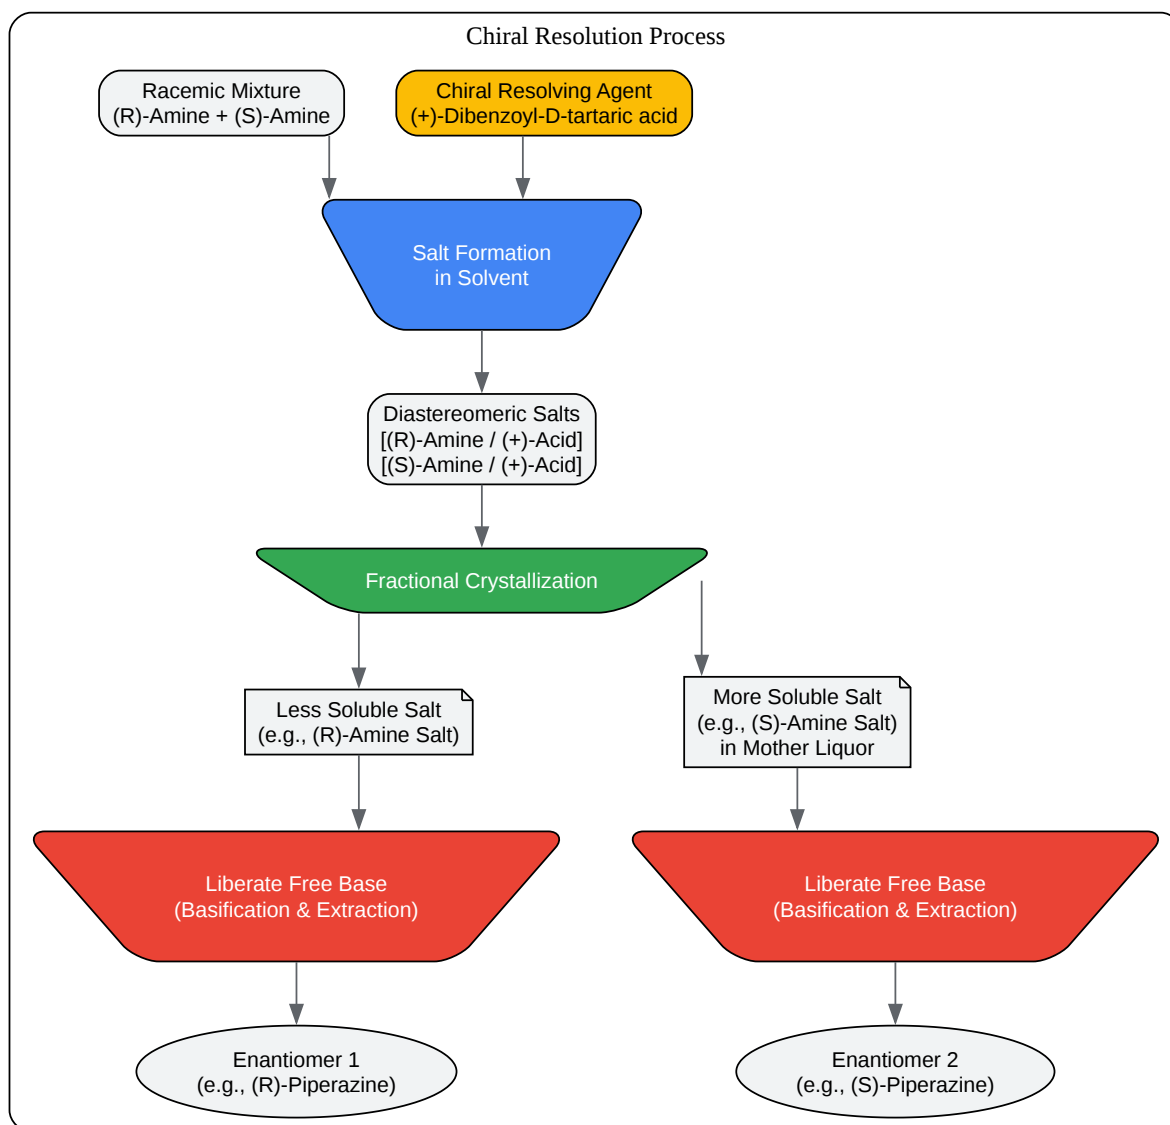 Chiral Resolution Process
Racemic Mixture
(R)-Amine + (S)-Amine
Chiral Resolving Agent
(+)-Dibenzoyl-D-tartaric acid
Salt Formation
in Solvent
Diastereomeric Salts
[(R)-Amine / (+)-Acid]
[(S)-Amine / (+)-Acid]
Fractional Crystallization
Less Soluble Salt
(e.g., (R)-Amine Salt)
More Soluble Salt
(e.g., (S)-Amine Salt)
in Mother Liquor
Liberate Free Base
(Basification & Extraction)
Liberate Free Base
(Basification & Extraction)
Enantiomer 1
(e.g., (R)-Piperazine)
Enantiomer 2
(e.g., (S)-Piperazine)